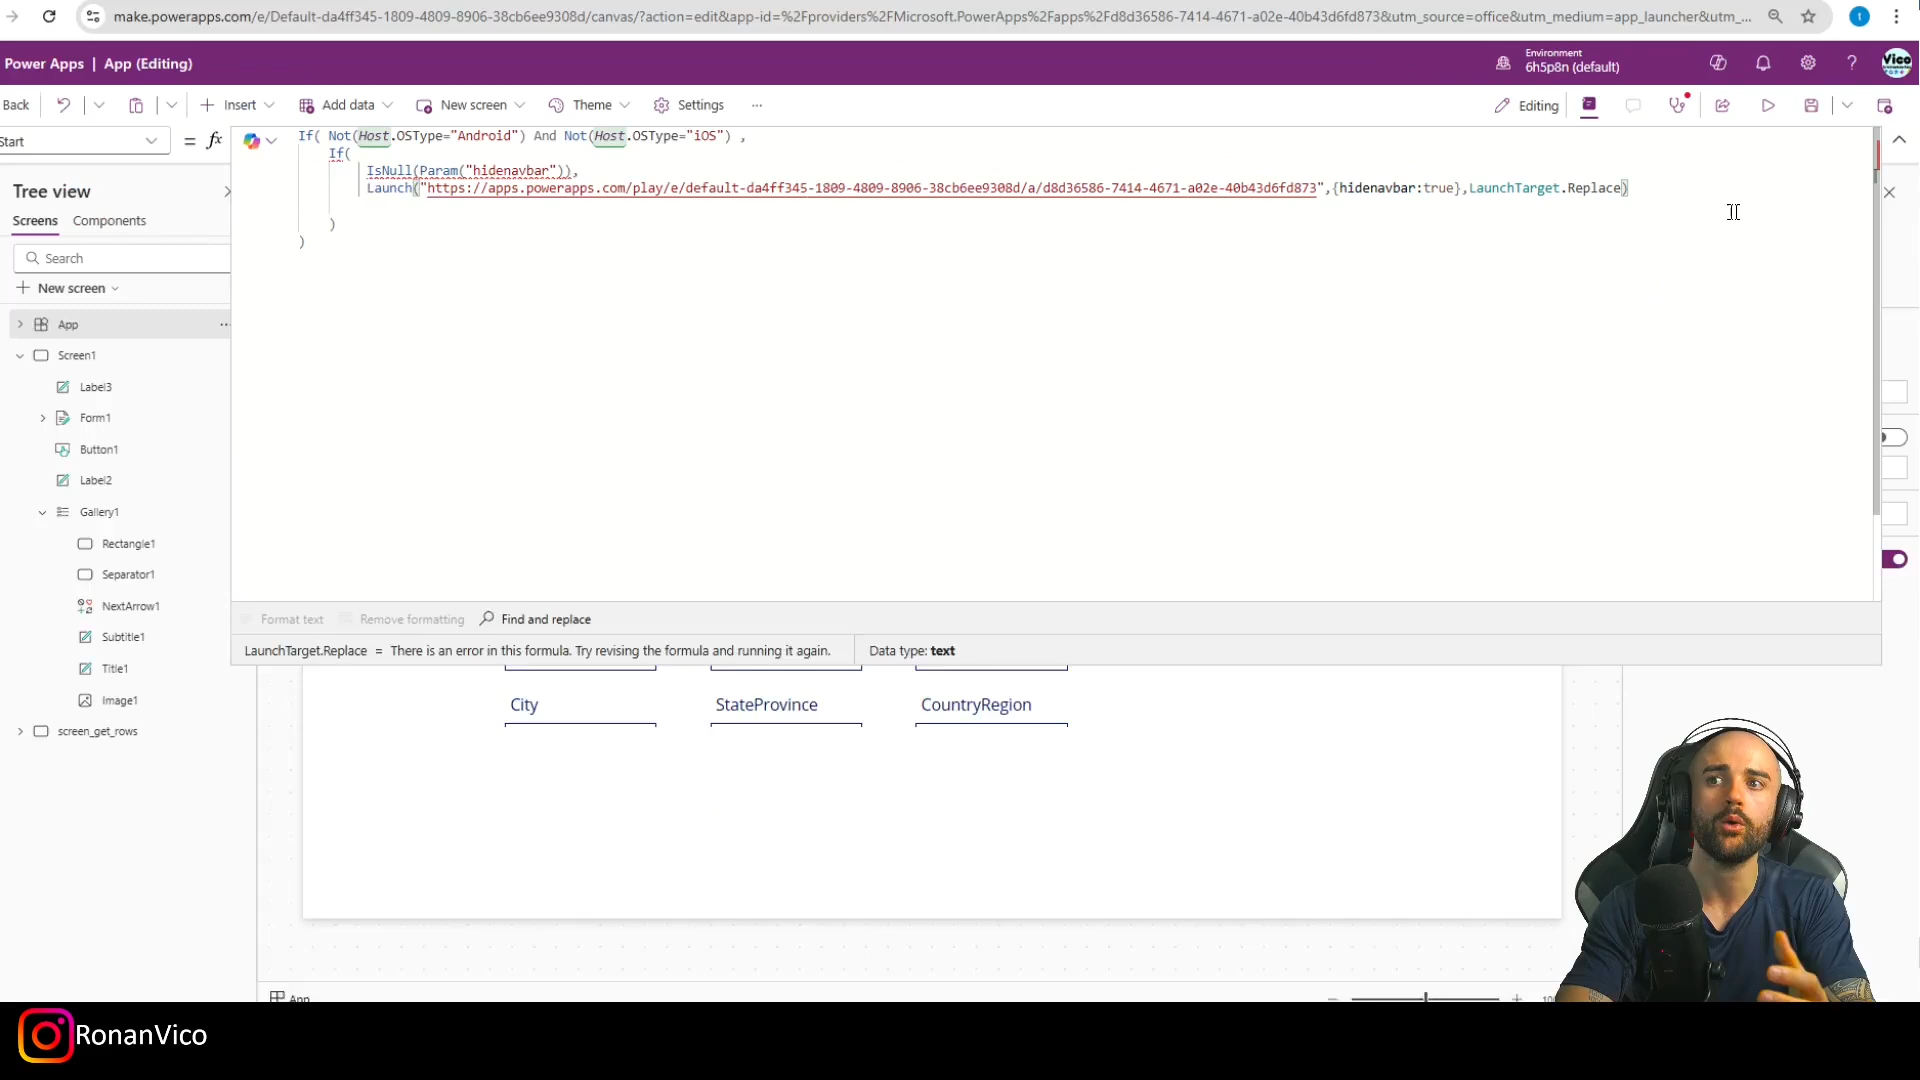 make.powerapps.com/e/Default-da4ff345-1809-4809-8906-38cb6ee9308d/canvas/?action=edit&app-id=%2Fproviders%2FMicrosoft.PowerApps%2Fapps%2Fd8d36586-7414-4671-a02e-40b43d6fd873&utm_source=office&utm_medium=app_launcher&utm_...
t
Power Apps | App (Editing)
Environment
6h5p8n (default)
Vico
Back
Insert
Add data
New screen
Theme
Settings
...
Editing
Start
= fx
If( Not(Host.OSType="Android") And Not(Host.OSType="iOS") ,
If(
IsNull(Param("hidenavbar")),
Launch("https://apps.powerapps.com/play/e/default-da4ff345-1809-4809-8906-38cb6ee9308d/a/d8d36586-7414-4671-a02e-40b43d6fd873",{hidenavbar:true},LaunchTarget.Replace)
)
)
Tree view
Screens
Components
Search
New screen
App
...
Screen1
Label3
Form1
Button1
Label2
Gallery1
Rectangle1
Separator1
NextArrow1
Subtitle1
Title1
Image1
screen_get_rows
Format text
Remove formatting
Find and replace
LaunchTarget.Replace = There is an error in this formula. Try revising the formula and running it again.
Data type: text
City
StateProvince
CountryRegion
App
RonanVico